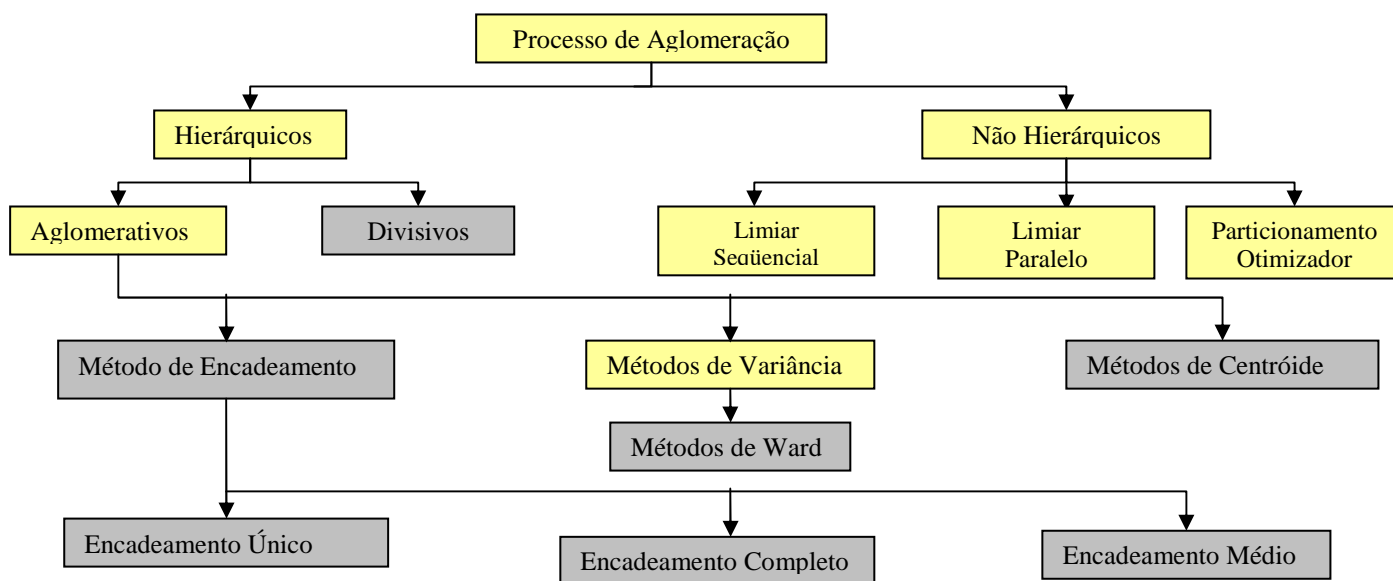 Processo de Aglomeração
Hierárquicos
Não Hierárquicos
Aglomerativos
Divisivos
Limiar
Seqüencial
Limiar
Paralelo
Particionamento
Otimizador
Método de Encadeamento
Métodos de Variância
Métodos de Centróide
Métodos de Ward
Encadeamento Único
Encadeamento Completo
Encadeamento Médio